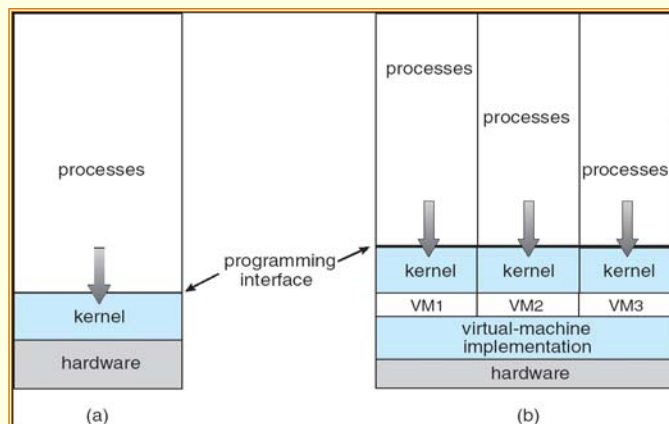 processes
kernel
hardware
(a)
programming
interface
processes
processes
processes
kernel
kernel
kernel
VM1
VM2
VM3
virtual-machine
implementation
hardware
(b)